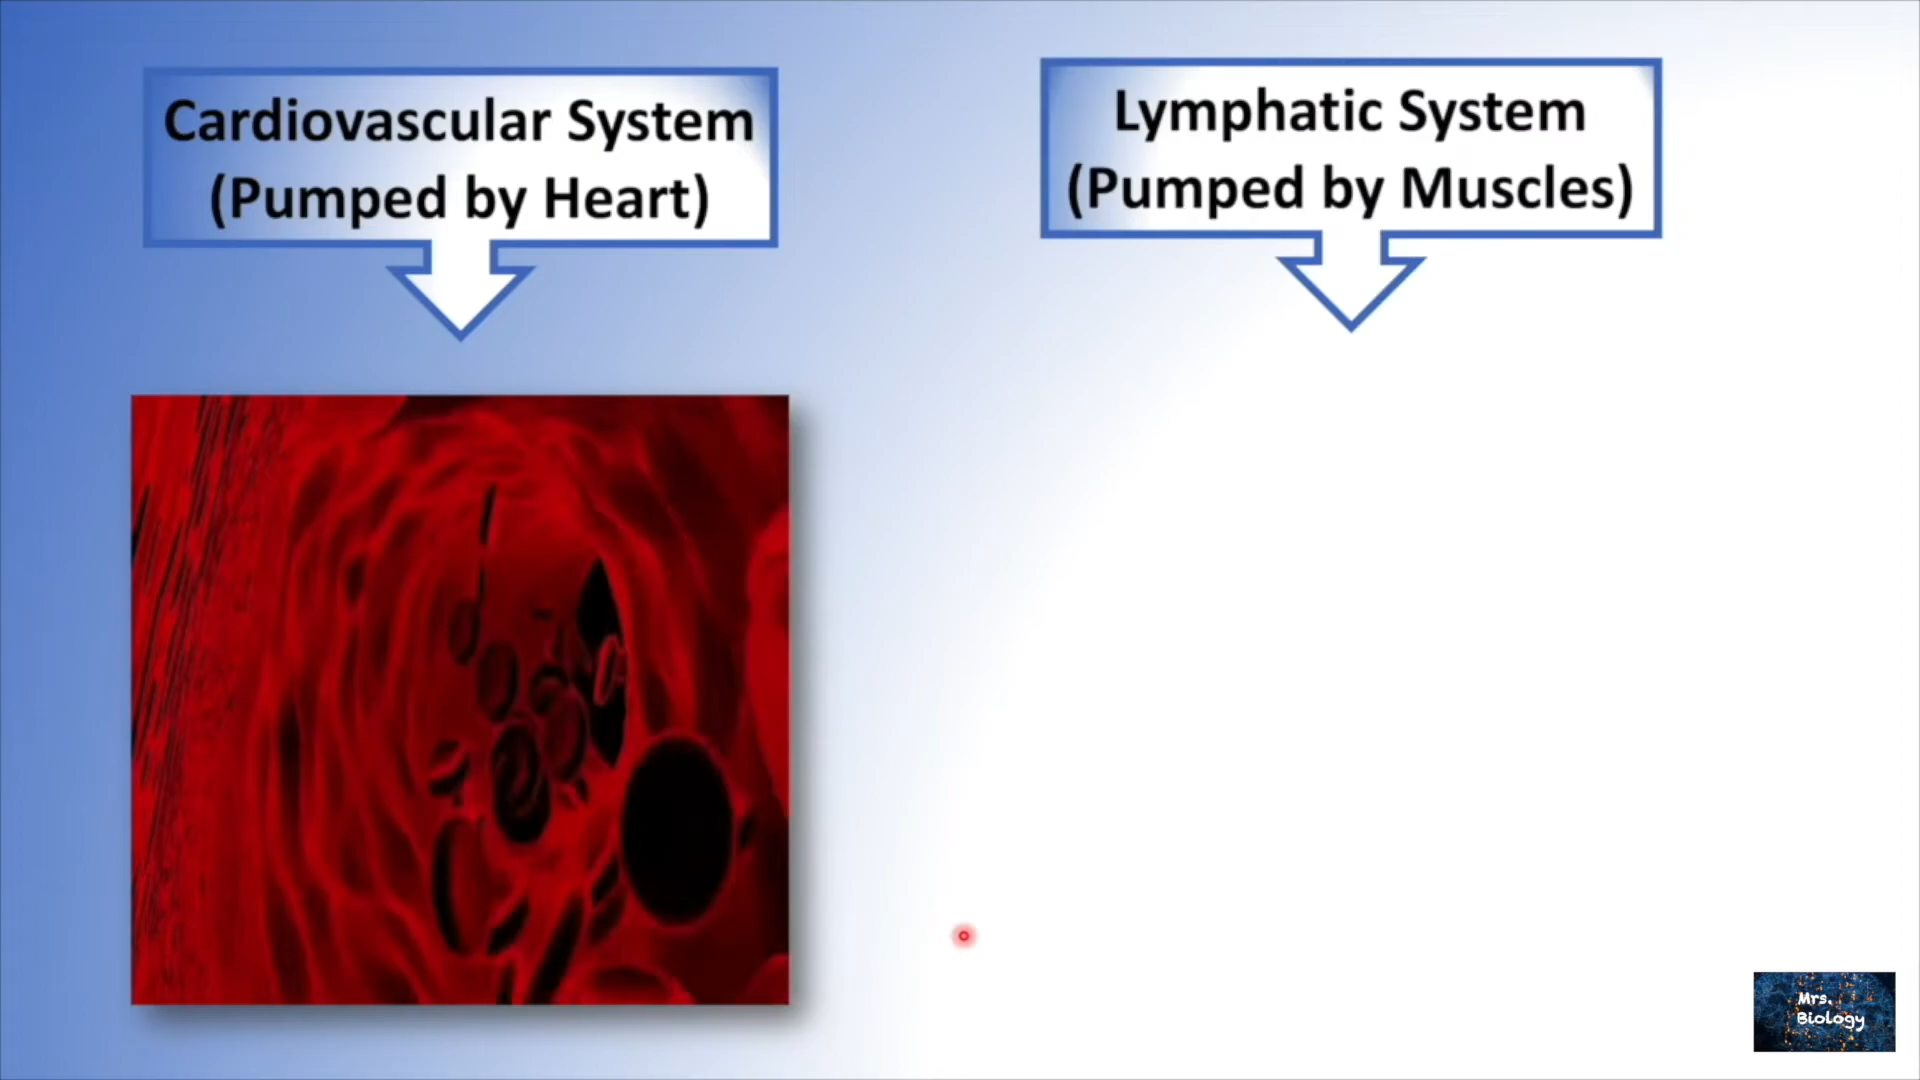 Cardiovascular System
(Pumped by Heart)
Lymphatic System
(Pumped by Muscles)
Mrs.
Biology